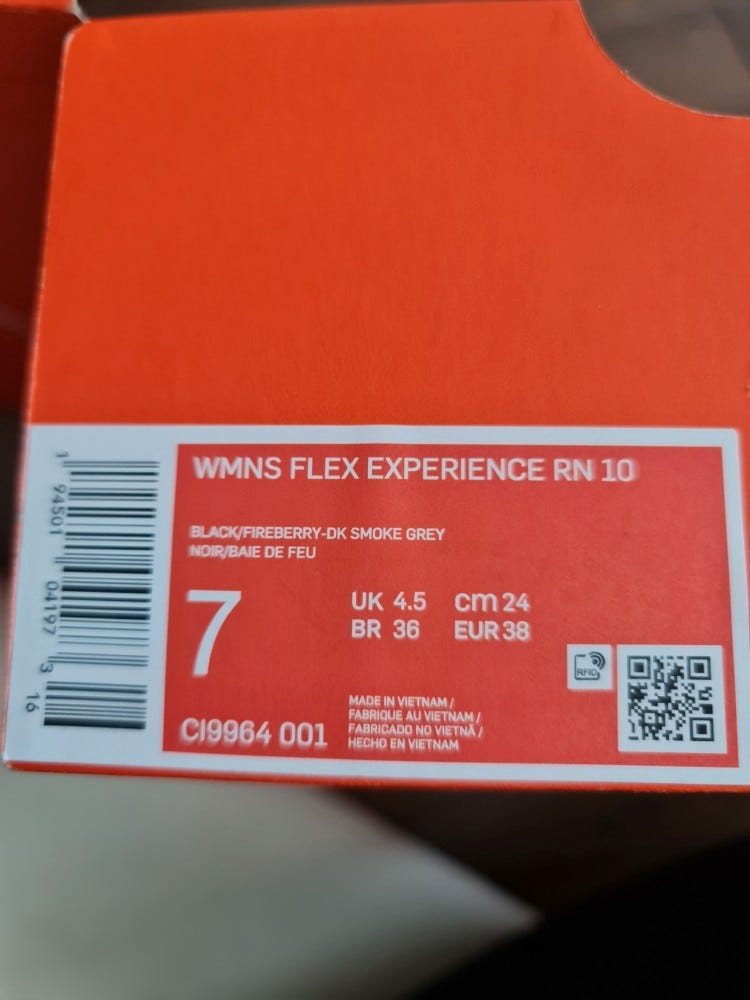 WMNS FLEX EXPERIENCE RN 10
BLACK/FIREBERRY-DK SMOKE GREY
NOIR/BAIE DE FEU
7
UK 4.5 cm 24
BR 36 EUR 38
RFID
CI9964 001
MADE IN VIETNAM /
FABRIQUE AU VIETNAM /
FABRICADO NO VIETNÃ /
HECHO EN VIETNAM
1 94501 04197 3 16